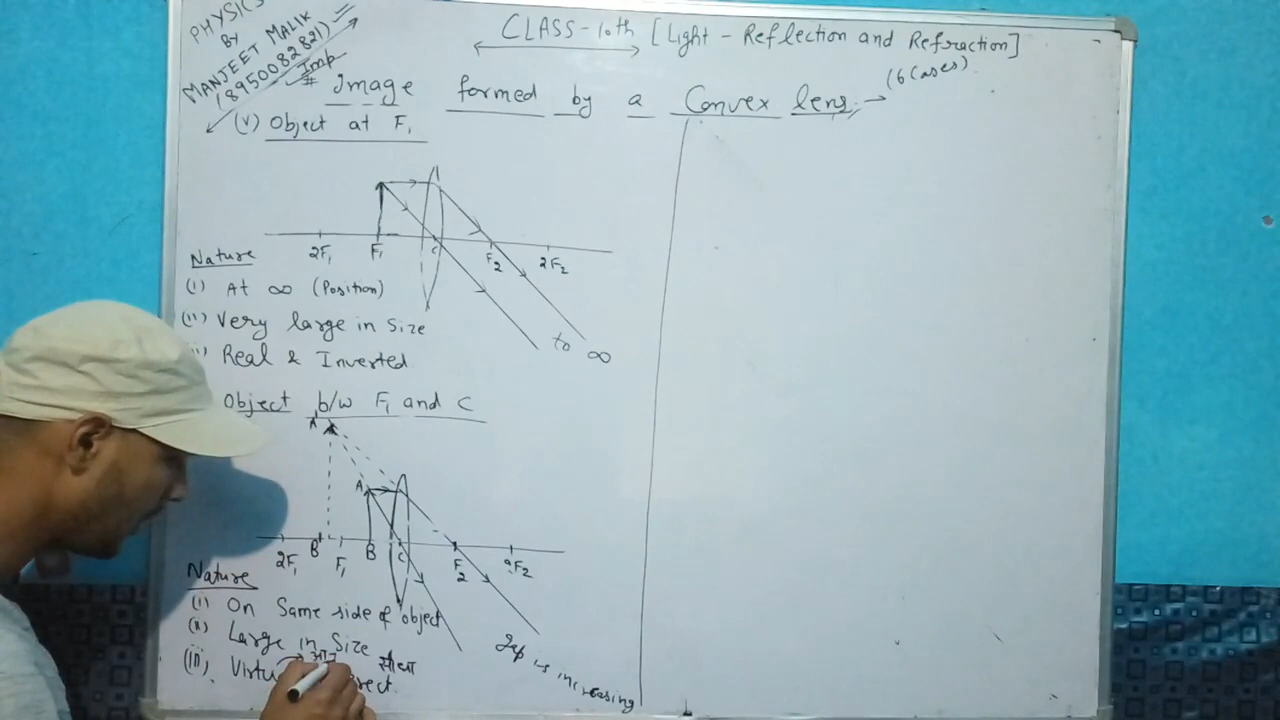 PHYSICS
BY
MANJEET MALIK
(8950082821)
CLASS-10th [Light - Reflection and Refraction]
Imp
# Image formed by a Convex lens → (6 Cases)
(v) Object at F₁
2F₁ F₁ C F₂ 2F₂
to ∞
Nature
(i) At ∞ (Position)
(ii) Very large in Size
Real & Inverted
Object b/w F₁ and C
A' A
2F₁ B' F₁ B C F₂ 2F₂
Nature
(i) On Same side of object
(ii) Large in Size
सीधा
(iii)
Gap is increasing